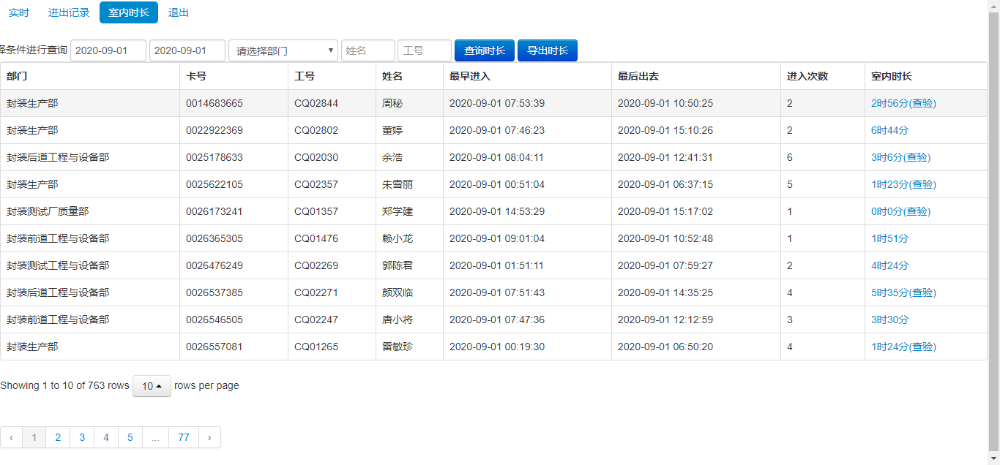 实时 进出记录 室内时长 退出
择条件进行查询 2020-09-01 2020-09-01 请选择部门 姓名 工号 查询时长 导出时长
部门 卡号 工号 姓名 最早进入 最后出去 进入次数 室内时长
封装生产部 0014683665 CQ02844 周秘 2020-09-01 07:53:39 2020-09-01 10:50:25 2 2时56分(查验)
封装生产部 0022922369 CQ02802 董婷 2020-09-01 07:46:23 2020-09-01 15:10:26 2 6时44分
封装后道工程与设备部 0025178633 CQ02030 余浩 2020-09-01 08:04:11 2020-09-01 12:41:31 6 3时6分(查验)
封装生产部 0025622105 CQ02357 朱雪丽 2020-09-01 00:51:04 2020-09-01 06:37:15 5 1时23分(查验)
封装测试厂质量部 0026173241 CQ01357 郑学建 2020-09-01 14:53:29 2020-09-01 15:17:02 1 0时0分(查验)
封装前道工程与设备部 0026365305 CQ01476 赖小龙 2020-09-01 09:01:04 2020-09-01 10:52:48 1 1时51分
封装测试工程与设备部 0026476249 CQ02269 郭陈君 2020-09-01 01:51:11 2020-09-01 07:59:27 2 4时24分
封装后道工程与设备部 0026537385 CQ02271 颜双临 2020-09-01 07:51:43 2020-09-01 14:35:25 4 5时35分(查验)
封装前道工程与设备部 0026546505 CQ02247 唐小将 2020-09-01 07:47:36 2020-09-01 12:12:59 3 3时30分
封装生产部 0026557081 CQ01265 雷敏珍 2020-09-01 00:19:30 2020-09-01 06:50:20 4 1时24分(查验)
Showing 1 to 10 of 763 rows 10 rows per page
‹ 1 2 3 4 5 ... 77 ›